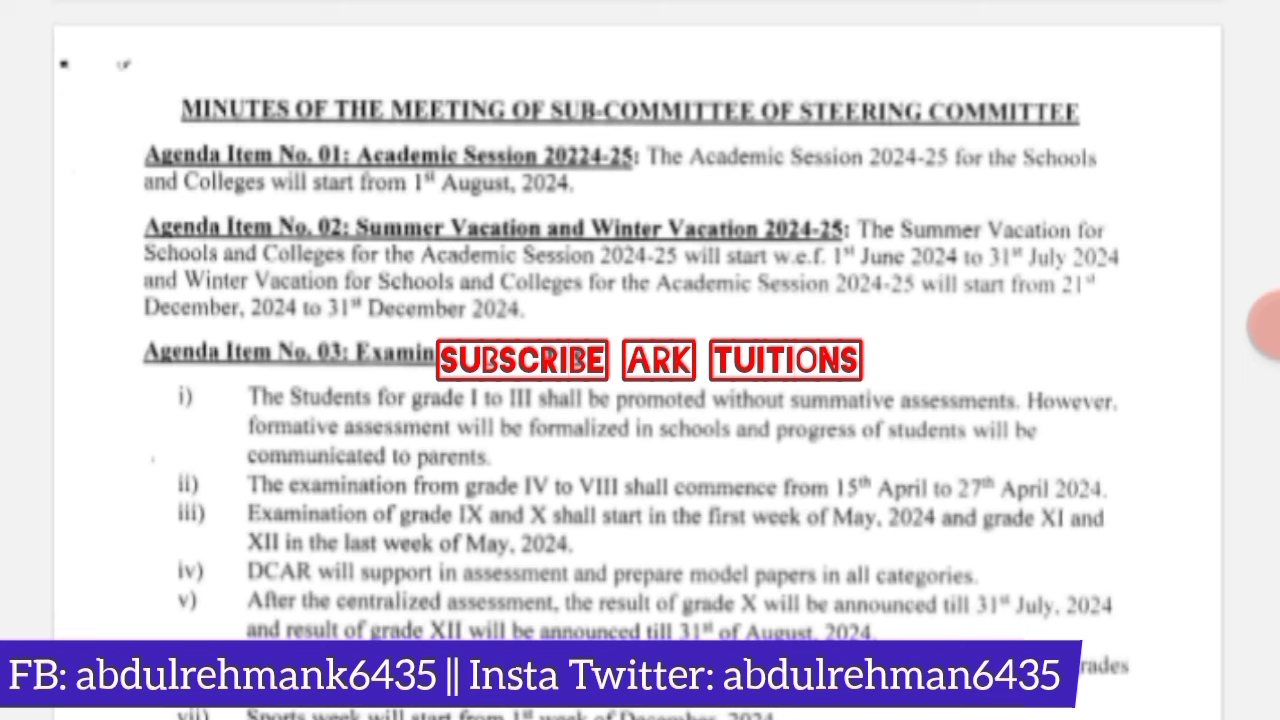 MINUTES OF THE MEETING OF SUB-COMMITTEE OF STEERING COMMITTEE
Agenda Item No. 01: Academic Session 20224-25: The Academic Session 2024-25 for the Schools
and Colleges will start from 1st August, 2024.
Agenda Item No. 02: Summer Vacation and Winter Vacation 2024-25: The Summer Vacation for
Schools and Colleges for the Academic Session 2024-25 will start w.e.f. 1st June 2024 to 31st July 2024
and Winter Vacation for Schools and Colleges for the Academic Session 2024-25 will start from 21st
December, 2024 to 31st December 2024.
Agenda Item No. 03:
SUBSCRIBE ARK TUITIONS
i) The Students for grade I to III shall be promoted without summative assessments. However,
formative assessment will be formalized in schools and progress of students will be
communicated to parents.
ii) The examination from grade IV to VIII shall commence from 15th April to 27th April 2024.
iii) Examination of grade IX and X shall start in the first week of May, 2024 and grade XI and
XII in the last week of May, 2024.
iv) DCAR will support in assessment and prepare model papers in all categories.
v) After the centralized assessment, the result of grade X will be announced till 31st July, 2024
and result of grade XII will be announced till 31st of August, 2024.
FB: abdulrehmank6435 || Insta Twitter: abdulrehman6435
vii) Sports week will start from 1st week of December, 2024